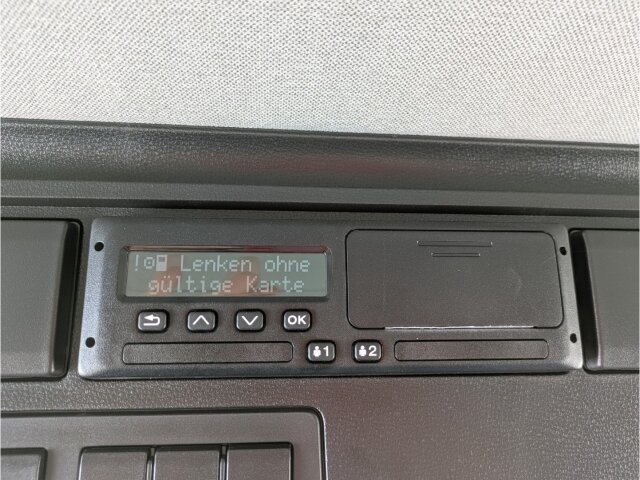 ! Lenken ohne
gültige Karte
OK
1 2